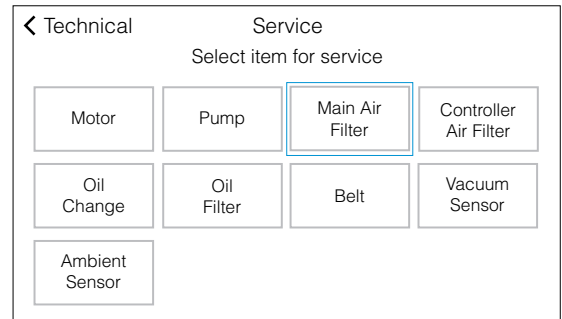 Technical Service
Select item for service
Motor
Pump
Main Air
Filter
Controller
Air Filter
Oil
Change
Oil
Filter
Belt
Vacuum
Sensor
Ambient
Sensor